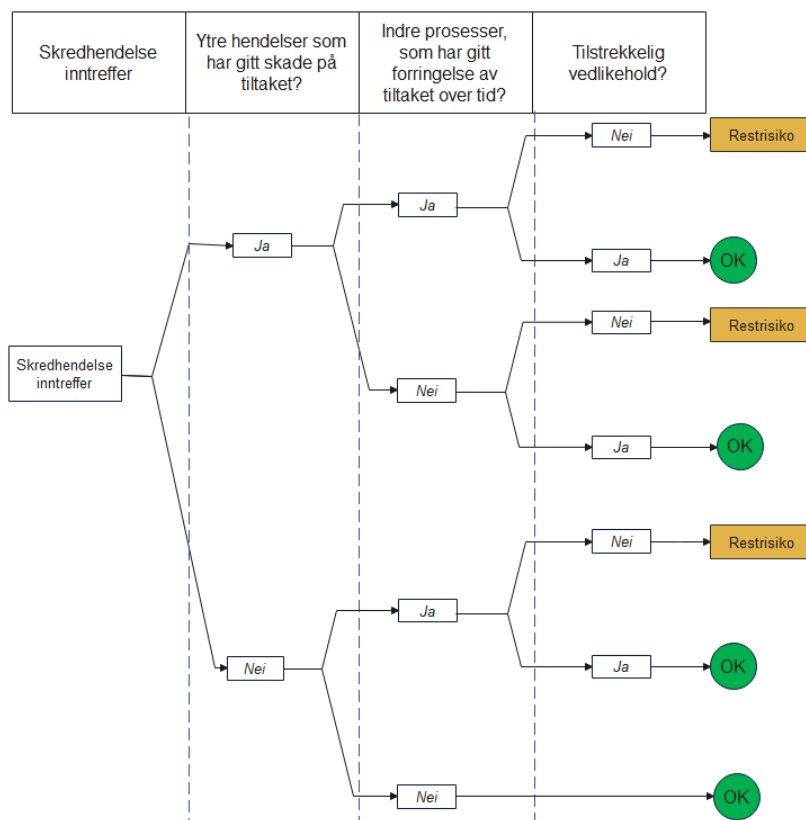 Skredhendelse
inntreffer
Ytre hendelser som
har gitt skade på
tiltaket?
Indre prosesser,
som har gitt
forringelse av
tiltaket over tid?
Tilstrekkelig
vedlikehold?
Nei
Restrisiko
Ja
Ja
Ja
OK
Nei
Restrisiko
Skredhendelse
inntreffer
Nei
Ja
OK
Nei
Restrisiko
Ja
Nei
Ja
OK
Nei
OK